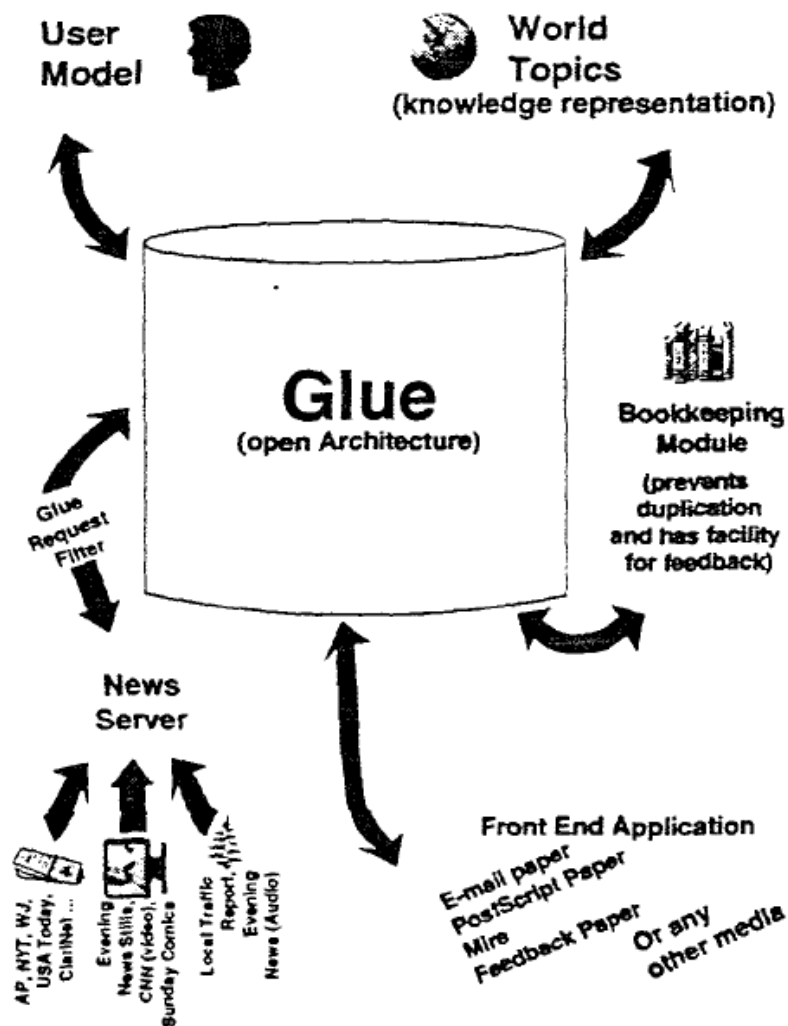 User
Model
World
Topics
(knowledge representation)
Glue
(open Architecture)
Bookkeeping
Module
(prevents
duplication
and has facility
for feedback)
Glue
Request
Filter
News
Server
AP, NYT, WJ,
USA Today,
ClariNet ...
Evening
News Stills,
CNN (video),
Sunday Comics
Local Traffic
Report,
Evening
News (Audio)
Front End Application
E-mail paper
PostScript Paper
Mire
Feedback Paper
Or any
other media